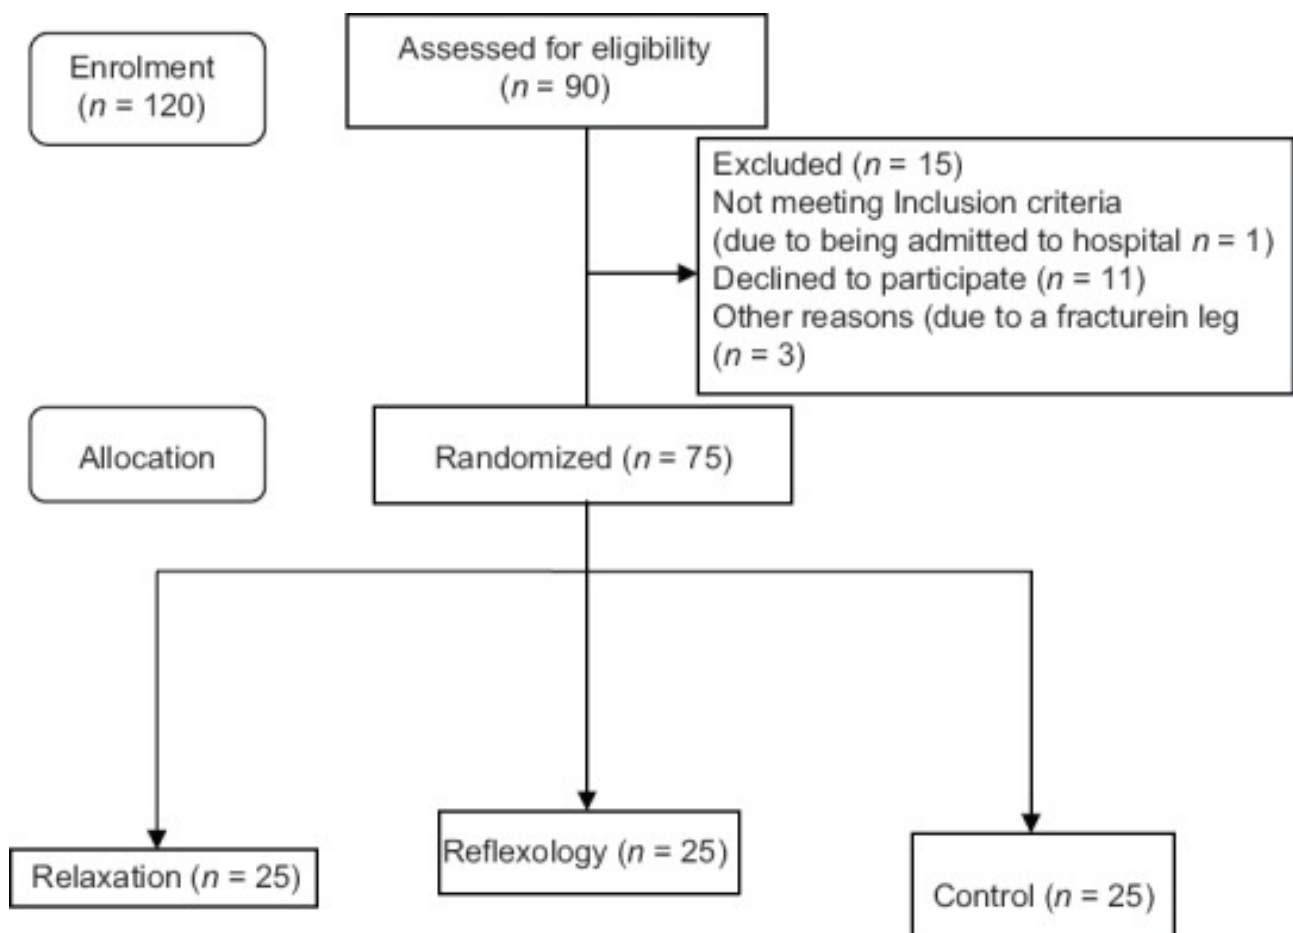 Enrolment
(n = 120)
Assessed for eligibility
(n = 90)
Excluded (n = 15)
Not meeting Inclusion criteria
(due to being admitted to hospital n = 1)
Declined to participate (n = 11)
Other reasons (due to a fracturein leg
(n = 3)
Allocation
Randomized (n = 75)
Relaxation (n = 25)
Reflexology (n = 25)
Control (n = 25)